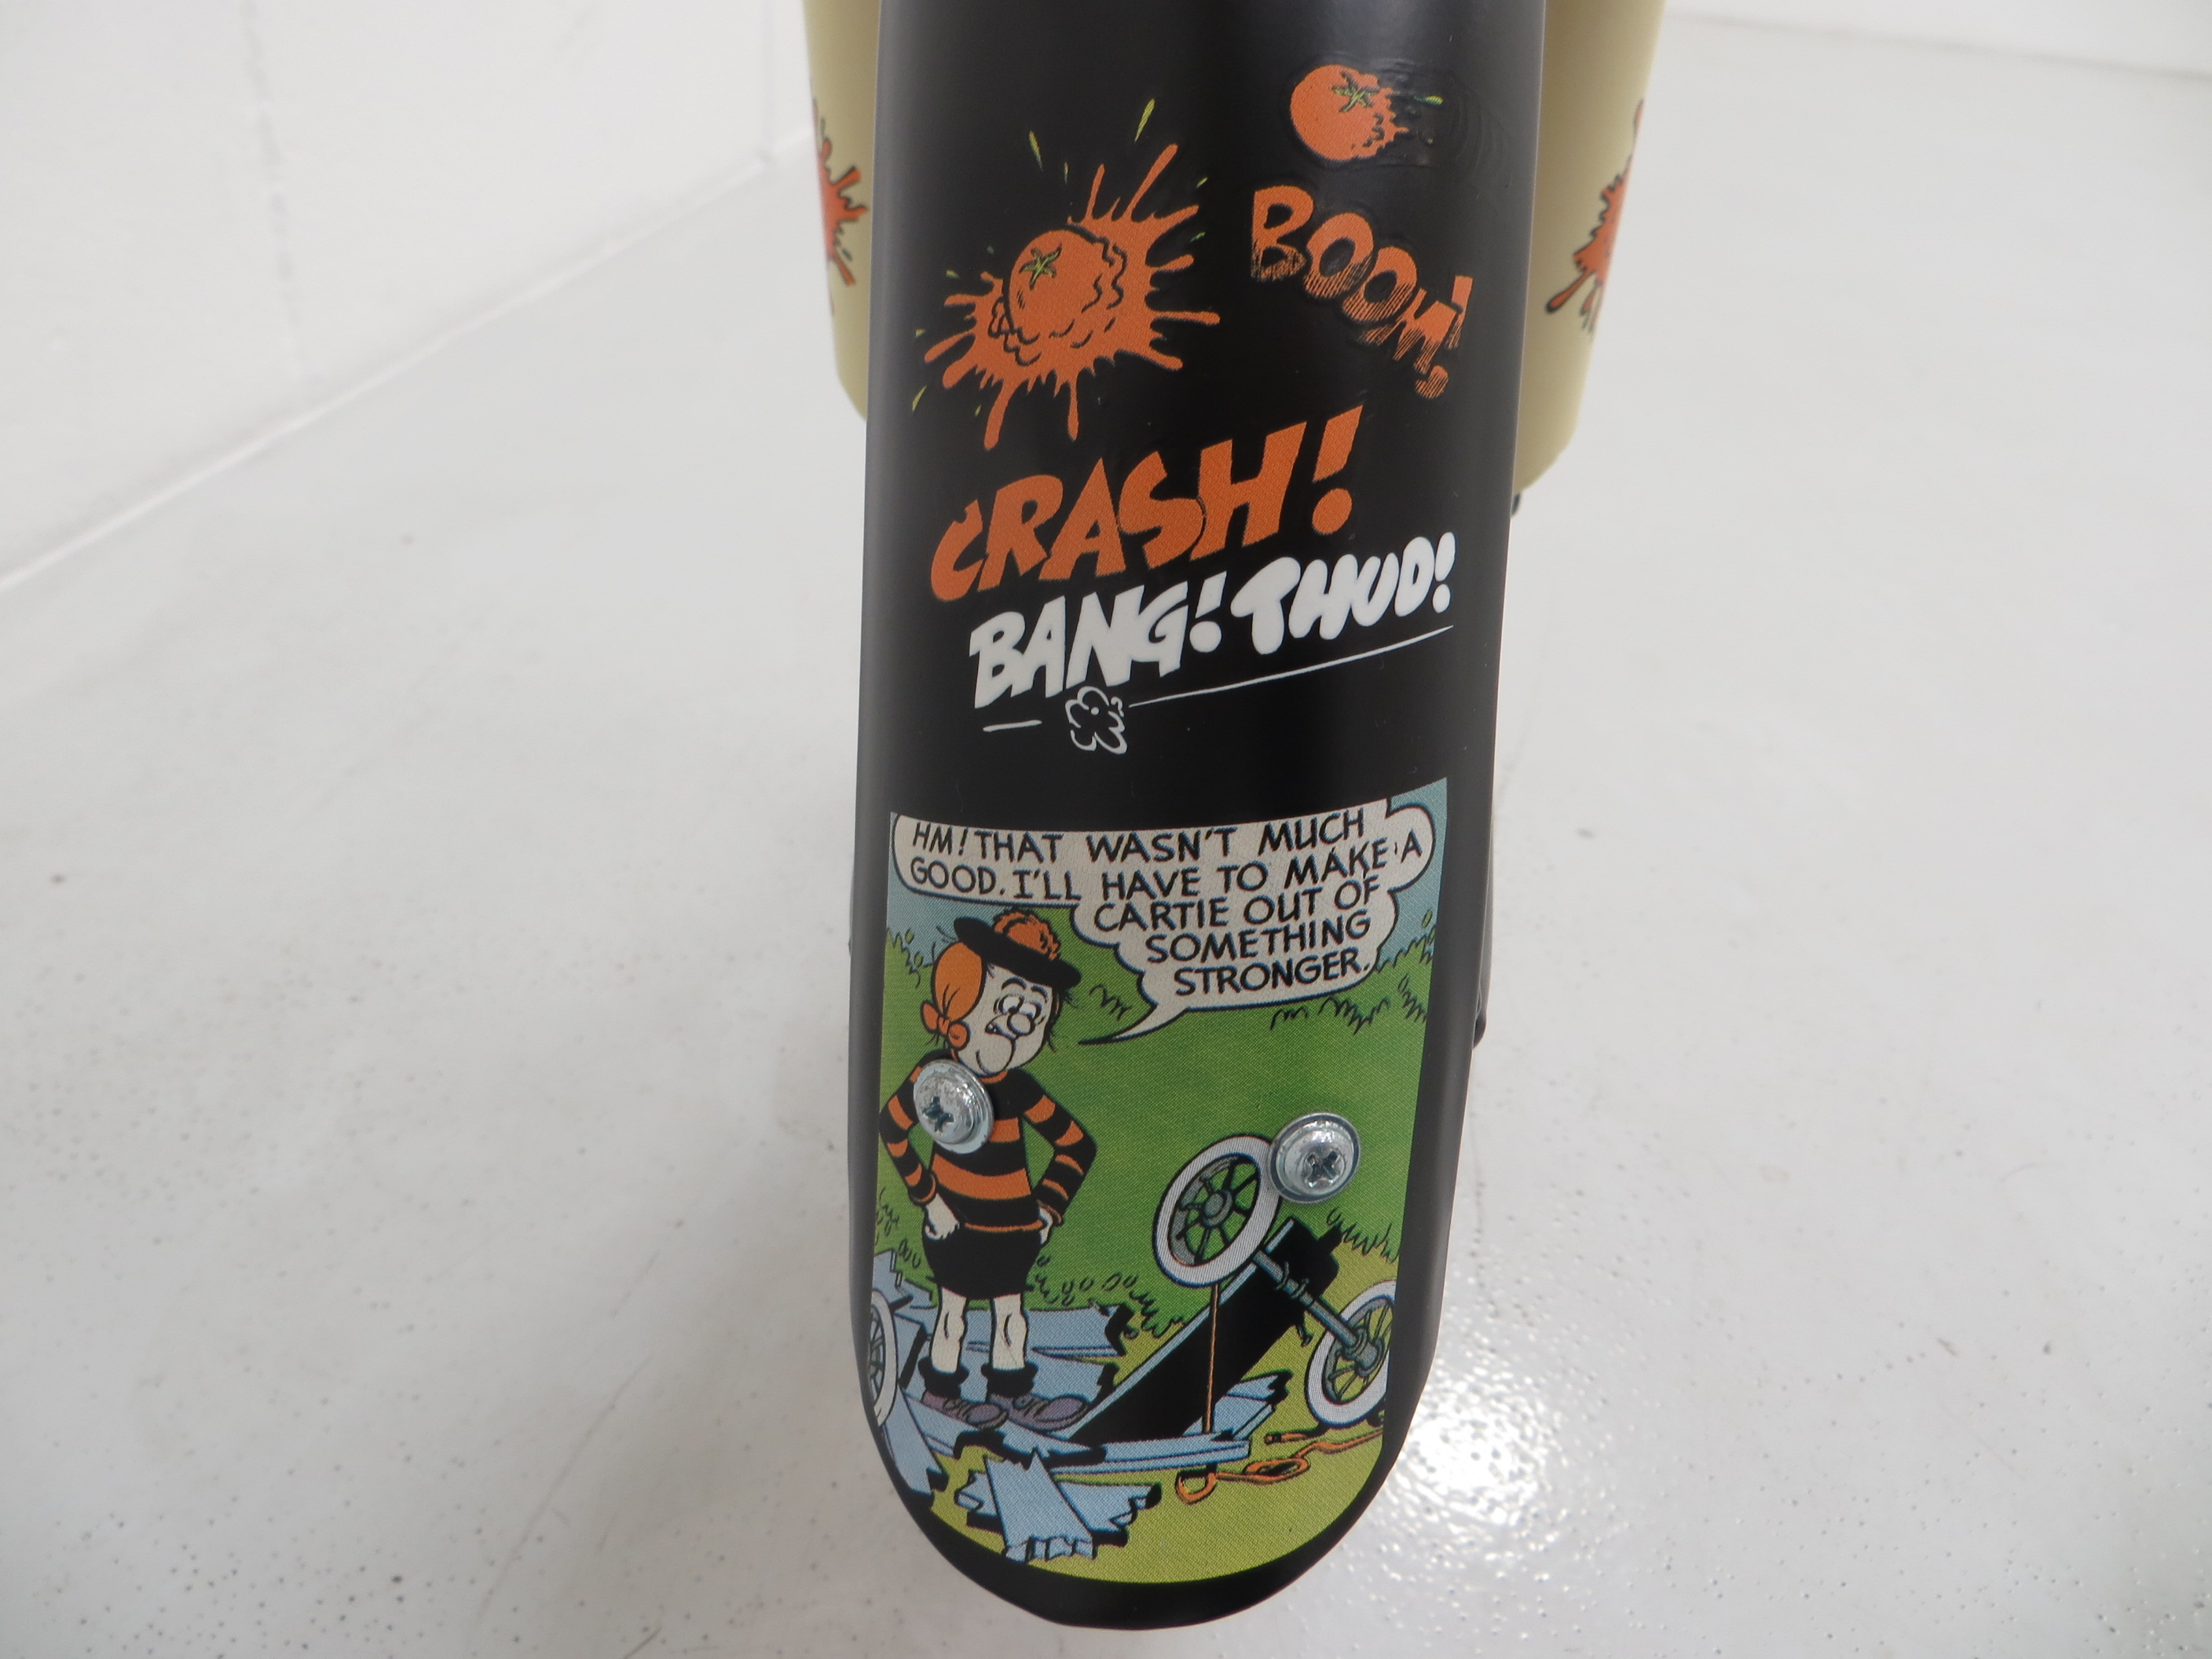 BOOM!
CRASH!
BANG! THUD!
HM! THAT WASN'T MUCH
GOOD. I'LL HAVE TO MAKE A
CARTIE OUT OF
SOMETHING
STRONGER.